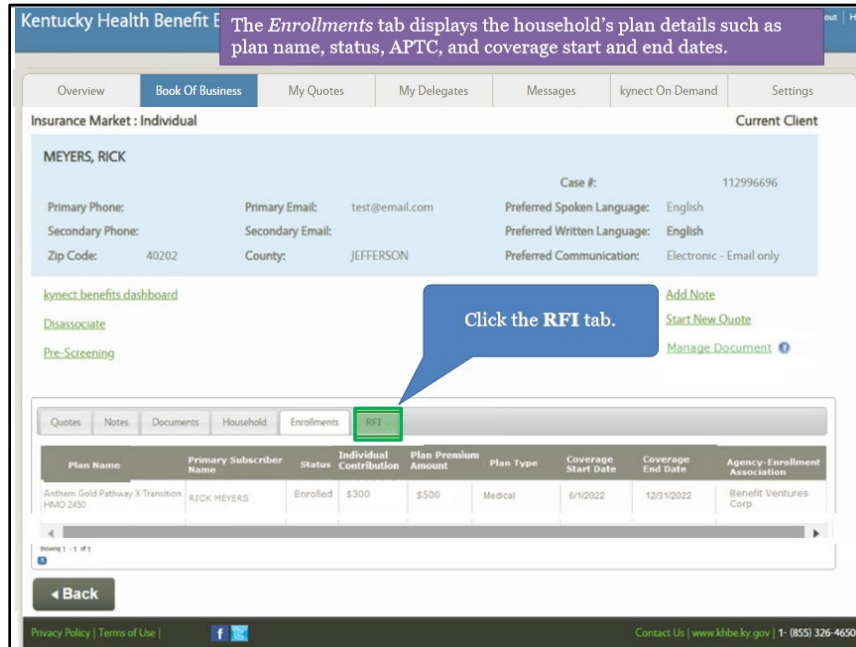 Kentucky Health Benefit E
The Enrollments tab displays the household's plan details such as
plan name, status, APTC, and coverage start and end dates.
out | H
Overview Book Of Business My Quotes My Delegates Messages kynect On Demand Settings
Insurance Market : Individual Current Client
MEYERS, RICK
Case #: 112996696
Primary Phone: Primary Email: test@email.com Preferred Spoken Language: English
Secondary Phone: Secondary Email: Preferred Written Language: English
Zip Code: 40202 County: JEFFERSON Preferred Communication: Electronic - Email only
kynect benefits dashboard Add Note
Click the RFI tab.
Disassociate Start New Quote
Pre-Screening Manage Document ?
Quotes Notes Documents Household Enrollments RFI
Plan Name Primary Subscriber Name Status Individual Contribution Plan Premium Amount Plan Type Coverage Start Date Coverage End Date Agency-Enrollment Association
Anthem Gold Pathway X Transition HMO 2450 RICK MEYERS Enrolled $300 $500 Medical 6/1/2022 12/31/2022 Benefit Ventures Corp
showing 1 - 1 of 1
Back
Privacy Policy | Terms of Use | Contact Us | www.khbe.ky.gov | 1- (855) 326-4650